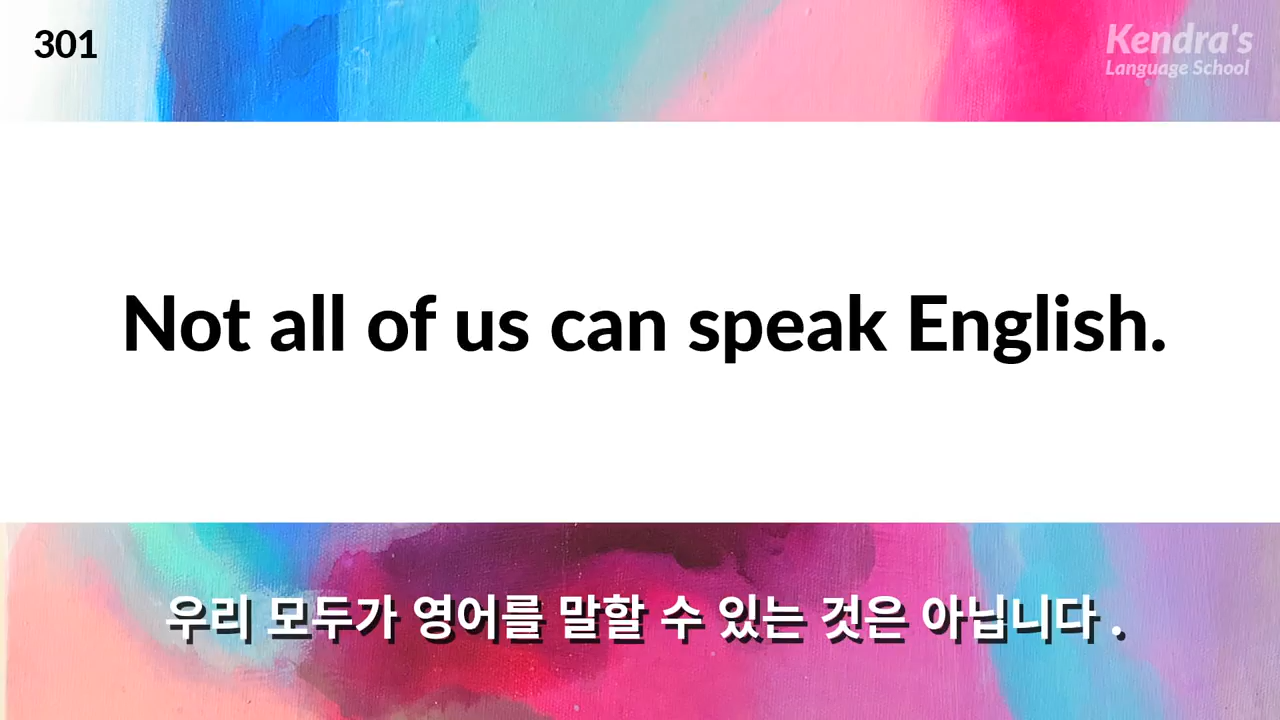 301
Kendra's
Language School
Not all of us can speak English.
우리 모두가 영어를 말할 수 있는 것은 아닙니다 .